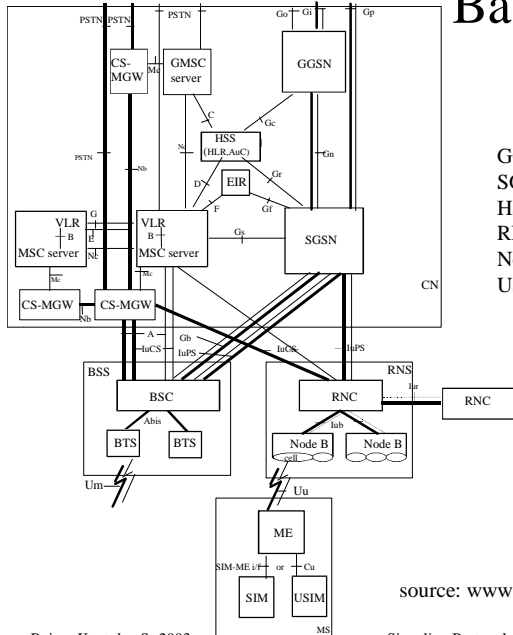 Ba
PSTN PSTN PSTN
Go Gi Gp
CS-
MGW
Mc
GMSC
server
GGSN
C
Gc
HSS
(HLR,AuC)
PSTN
Nb
Nc
Gn
D
EIR
Gr
F
Gf
VLR
B
MSC server
G
E
Nc
VLR
B
MSC server
Gs
SGSN
CN
Mc
Mc
CS-MGW
Nb
CS-MGW
A
IuCS
Gb
IuPS
IuCS
IuPS
BSS
RNS
BSC
RNC
Iur
RNC
Abis
Iub
BTS
BTS
Node B
Node B
cell
Um
Uu
ME
SIM-ME i/f or Cu
SIM
USIM
MS
source: www